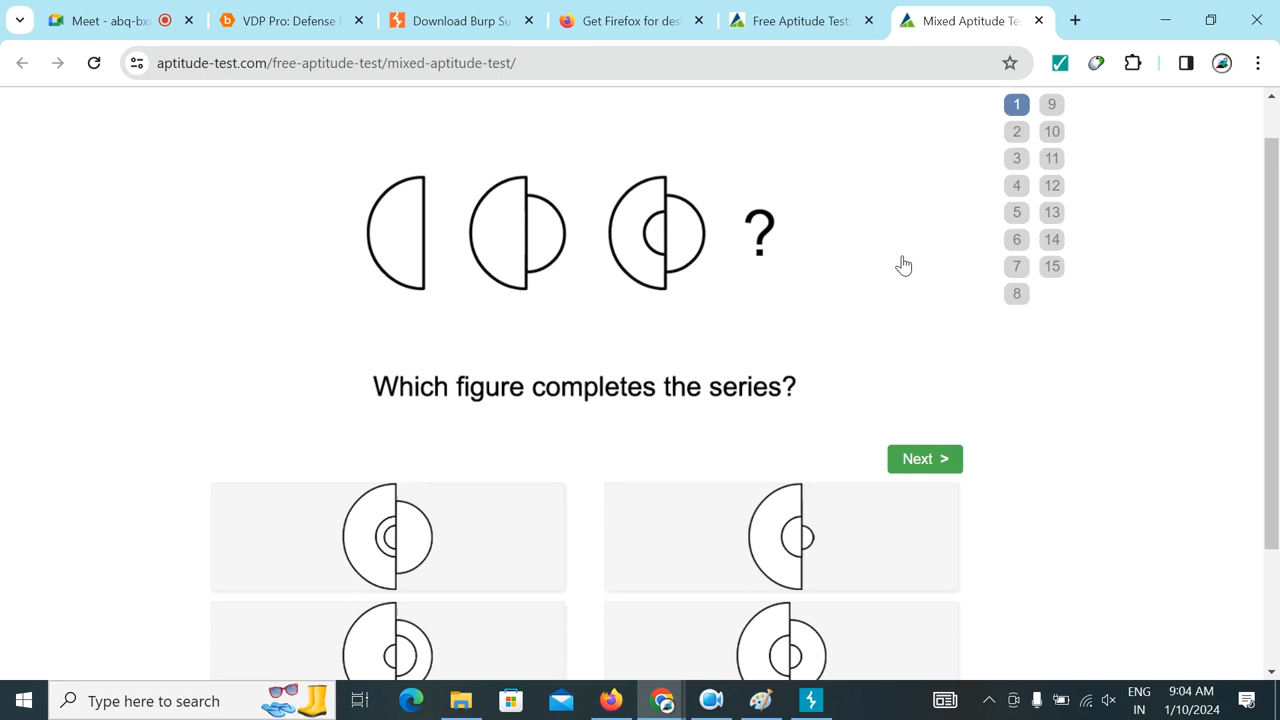 Meet - abq-bx
VDP Pro: Defense
Download Burp Su
Get Firefox for des
Free Aptitude Tests
Mixed Aptitude Te
aptitude-test.com/free-aptitude-test/mixed-aptitude-test/
1 9
2 10
3 11
4 12
5 13
6 14
7 15
8
?
Which figure completes the series?
Next >
Type here to search
ENG
IN
9:04 AM
1/10/2024